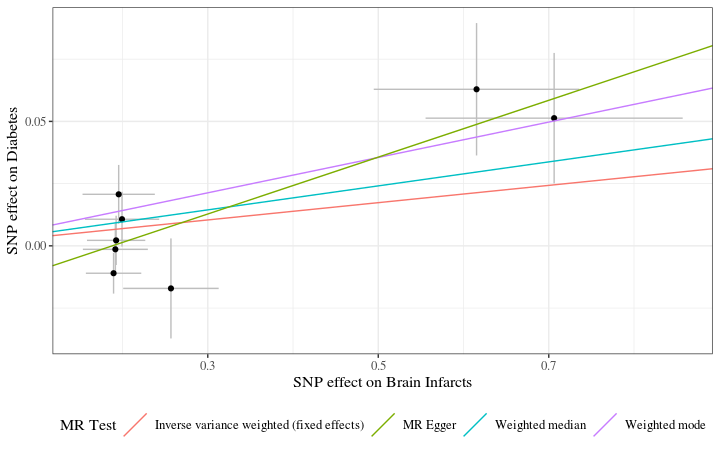 SNP effect on Diabetes
0.05
0.00
0.3
0.5
0.7
SNP effect on Brain Infarcts
MR Test
Inverse variance weighted (fixed effects)
MR Egger
Weighted median
Weighted mode